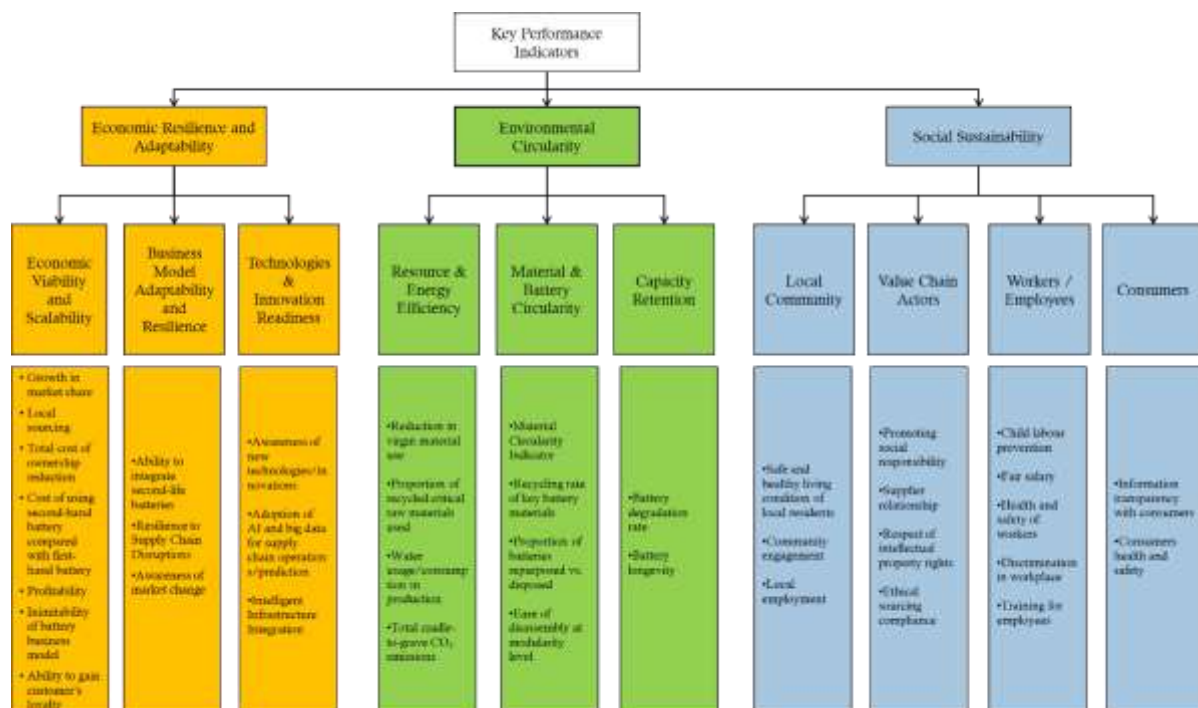 Key Performance
Indicators
Economic Resilience and
Adaptability
Environmental
Circularity
Social Sustainability
Economic
Viability
and
Scalability
Business
Model
Adaptability
and
Resilience
Technologies
&
Innovation
Readiness
Resource &
Energy
Efficiency
Material &
Battery
Circularity
Capacity
Retention
Local
Community
Value Chain
Actors
Workers /
Employees
Consumers
• Growth in
market share
• Local
sourcing
• Total cost of
ownership
reduction
• Cost of using
second-hand
battery
compared
with first-
hand battery
• Profitability
• Inimitability
of battery
business
model
• Ability to gain
customer's
loyalty
•Ability to
integrate
second-life
batteries
•Resilience to
Supply Chain
Disruptions
•Awareness of
market change
•Awareness of
new
technologies/in
novations
•Adoption of
AI and big data
for supply
chain operation
s/prediction
•Intelligent
Infrastructure
Integration
•Reduction in
virgin material
use
•Proportion of
recycled critical
raw materials
used
•Water
usage/consump
tion in
production
•Total cradle-
to-grave CO₂
emissions
•Material
Circularity
Indicator
•Recycling rate
of key battery
materials
•Proportion of
batteries
repurposed vs.
disposed
•Ease of
disassembly at
modularity
level
•Battery
degradation
rate
•Battery
longevity
•Safe and
healthy living
condition of
local residents
•Community
engagement
•Local
employment
•Promoting
social
responsibility
•Supplier
relationship
•Respect of
intellectual
property rights
•Ethical
sourcing
compliance
•Child labour
prevention
•Fair salary
•Health and
safety of
workers
•Discrimination
in workplace
•Training for
employees
•Information
transparency
with consumers
•Consumers
health and
safety